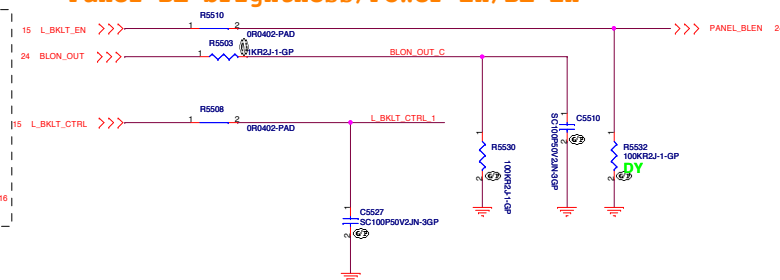 R5510
15 L_BKLT_EN
1
2
PANEL_BLEN
2
0R0402-PAD
R5503
24 BLON_OUT
1
1KR2J-1-GP
BLON_OUT_C
R5508
15 L_BKLT_CTRL
1
2
L_BKLT_CTRL_1
0R0402-PAD
1
C5510
SC100P50V2JN-3GP
2
1
R5530
100KR2J-1-GP
2
1
R5532
100KR2J-1-GP
DY
2
16
1
C5527
SC100P50V2JN-3GP
2